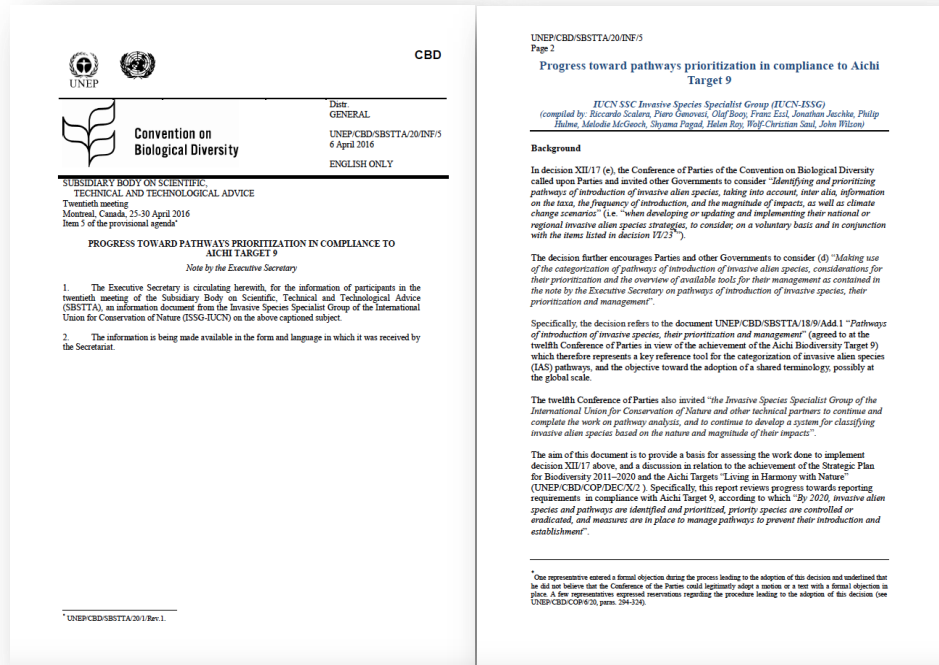 UNEP
CBD
Convention on
Biological Diversity
Distr.
GENERAL
UNEP/CBD/SBSTTA/20/INF/5
6 April 2016
ENGLISH ONLY
SUBSIDIARY BODY ON SCIENTIFIC,
TECHNICAL AND TECHNOLOGICAL ADVICE
Twentieth meeting
Montreal, Canada, 25-30 April 2016
Item 5 of the provisional agenda*
PROGRESS TOWARD PATHWAYS PRIORITIZATION IN COMPLIANCE TO
AICHI TARGET 9
Note by the Executive Secretary
1. The Executive Secretary is circulating herewith, for the information of participants in the
twentieth meeting of the Subsidiary Body on Scientific, Technical and Technological Advice
(SBSTTA), an information document from the Invasive Species Specialist Group of the International
Union for Conservation of Nature (ISSG-IUCN) on the above captioned subject.
2. The information is being made available in the form and language in which it was received by
the Secretariat.
* UNEP/CBD/SBSTTA/20/1/Rev.1.
UNEP/CBD/SBSTTA/20/INF/5
Page 2
Progress toward pathways prioritization in compliance to Aichi
Target 9
IUCN SSC Invasive Species Specialist Group (IUCN-ISSG)
(compiled by: Riccardo Scalera, Piero Genovesi, Olaf Booy, Franz Essl, Jonathan Jeschke, Philip
Hulme, Melodie McGeoch, Shyama Pagad, Helen Roy, Wolf-Christian Saul, John Wilson)
Background
In decision XII/17 (e), the Conference of Parties of the Convention on Biological Diversity
called upon Parties and invited other Governments to consider “Identifying and prioritizing
pathways of introduction of invasive alien species, taking into account, inter alia, information
on the taxa, the frequency of introduction, and the magnitude of impacts, as well as climate
change scenarios” (i.e. “when developing or updating and implementing their national or
regional invasive alien species strategies, to consider, on a voluntary basis and in conjunction
with the items listed in decision VI/23*”).
The decision further encourages Parties and other Governments to consider (d) “Making use
of the categorization of pathways of introduction of invasive alien species, considerations for
their prioritization and the overview of available tools for their management as contained in
the note by the Executive Secretary on pathways of introduction of invasive species, their
prioritization and management”.
Specifically, the decision refers to the document UNEP/CBD/SBSTTA/18/9/Add.1 “Pathways
of introduction of invasive species, their prioritization and management” (agreed to at the
twelfth Conference of Parties in view of the achievement of the Aichi Biodiversity Target 9)
which therefore represents a key reference tool for the categorization of invasive alien species
(IAS) pathways, and the objective toward the adoption of a shared terminology, possibly at
the global scale.
The twelfth Conference of Parties also invited “the Invasive Species Specialist Group of the
International Union for Conservation of Nature and other technical partners to continue and
complete the work on pathway analysis, and to continue to develop a system for classifying
invasive alien species based on the nature and magnitude of their impacts”.
The aim of this document is to provide a basis for assessing the work done to implement
decision XII/17 above, and a discussion in relation to the achievement of the Strategic Plan
for Biodiversity 2011–2020 and the Aichi Targets “Living in Harmony with Nature”
(UNEP/CBD/COP/DEC/X/2 ). Specifically, this report reviews progress towards reporting
requirements in compliance with Aichi Target 9, according to which “By 2020, invasive alien
species and pathways are identified and prioritized, priority species are controlled or
eradicated, and measures are in place to manage pathways to prevent their introduction and
establishment”.
* One representative entered a formal objection during the process leading to the adoption of this decision and underlined that
he did not believe that the Conference of the Parties could legitimately adopt a motion or a text with a formal objection in
place. A few representatives expressed reservations regarding the procedure leading to the adoption of this decision (see
UNEP/CBD/COP/6/20, paras. 294-324).